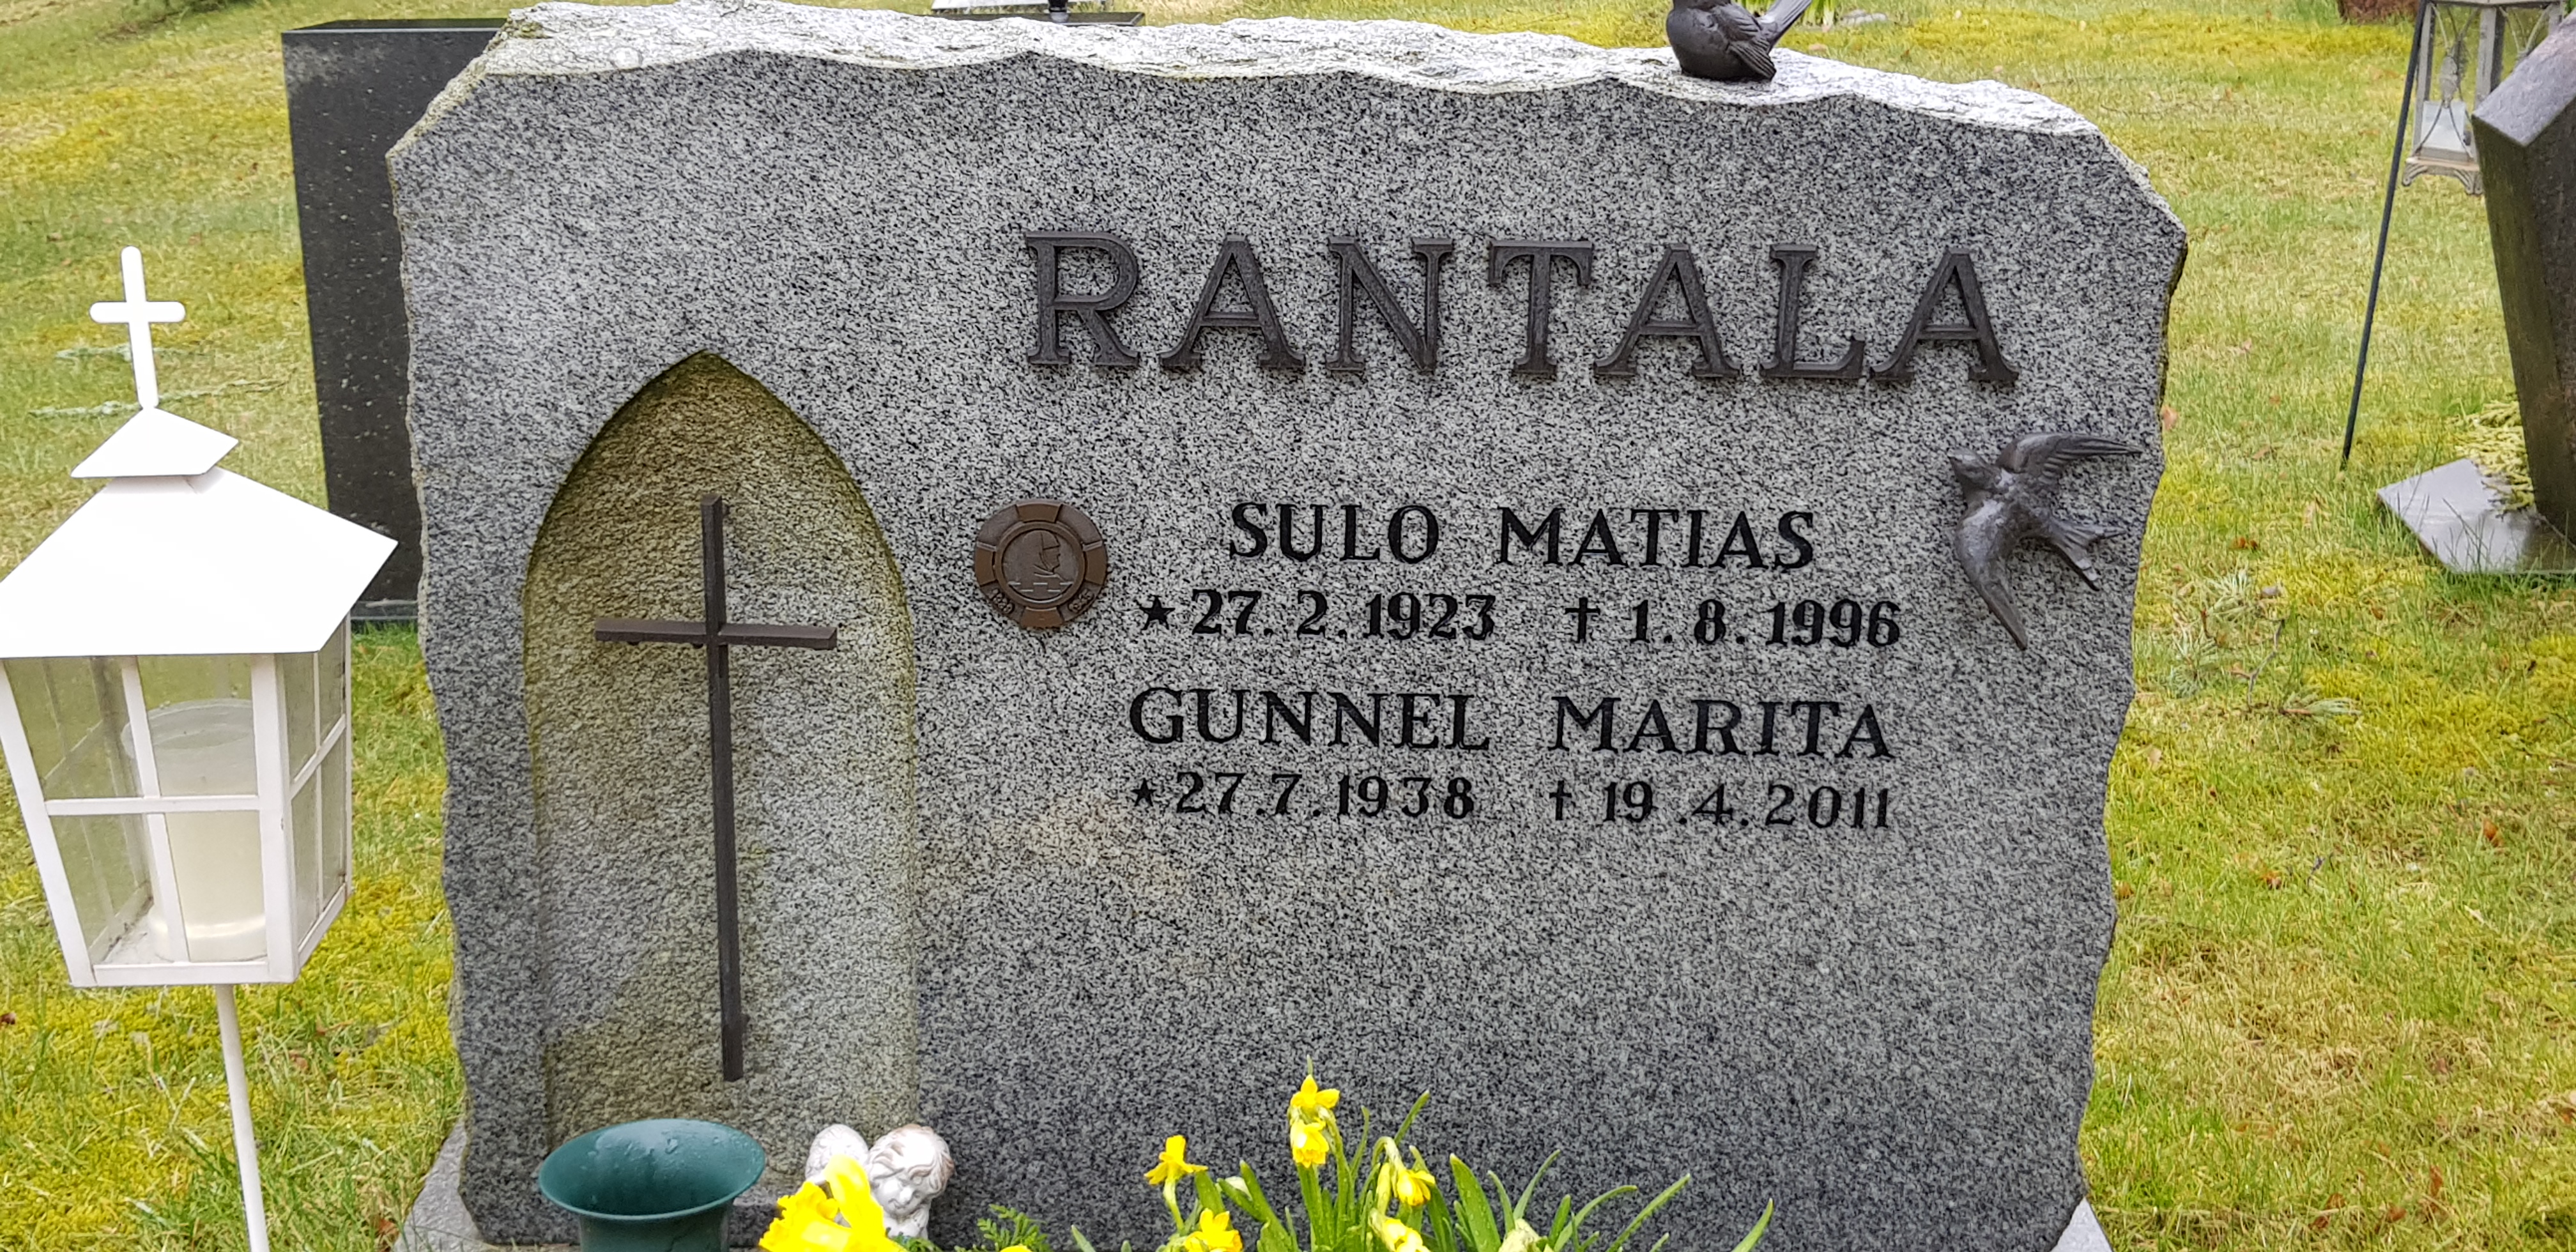 RANTALA
SULO MATIAS
★ 27. 2. 1923 † 1. 8. 1996
GUNNEL MARITA
★ 27. 7. 1938 † 19. 4. 2011